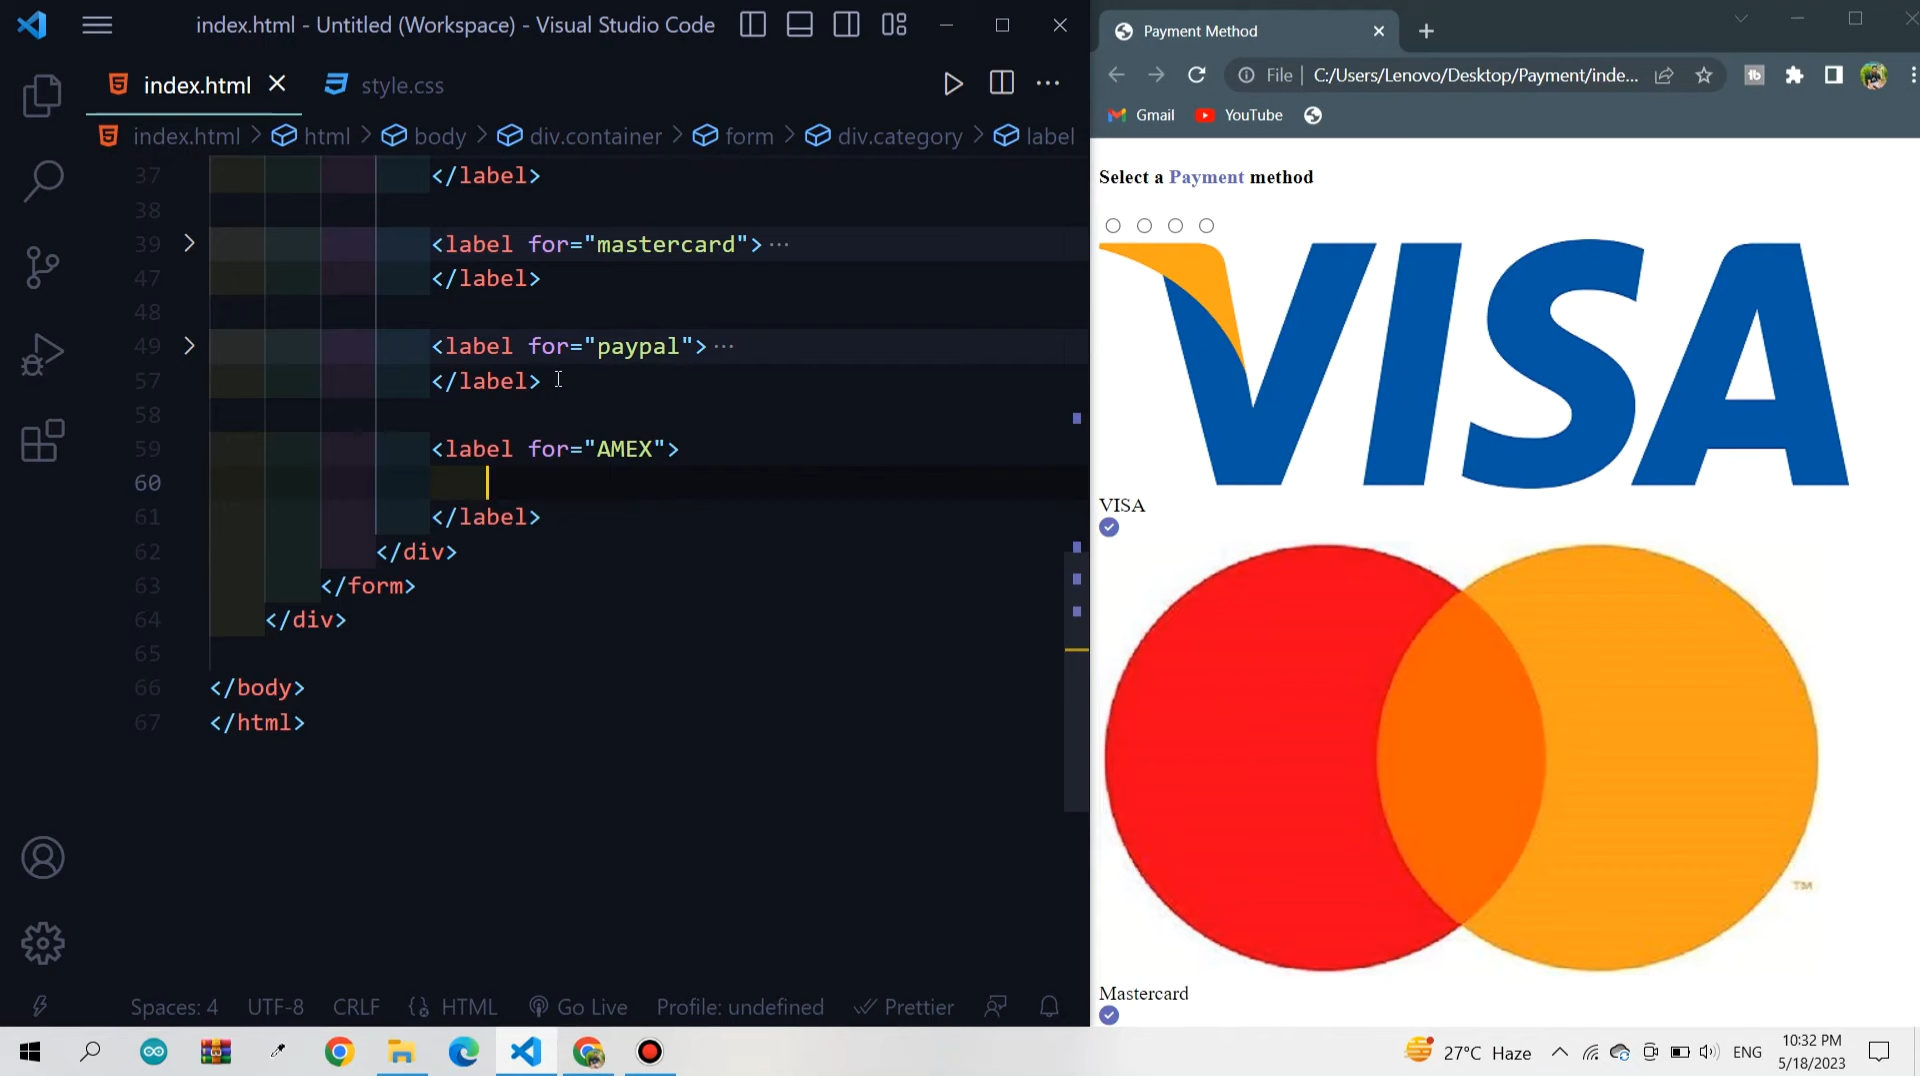 index.html - Untitled (Workspace) - Visual Studio Code
index.html
style.css
index.html > html > body > div.container > form > div.category > label
37 </label>
38
39 <label for="mastercard">···
47 </label>
48
49 <label for="paypal">···
57 </label>
58
59 <label for="AMEX">
60
61 </label>
62 </div>
63 </form>
64 </div>
65
66 </body>
67 </html>
Spaces: 4 UTF-8 CRLF {} HTML Go Live Profile: undefined Prettier
Payment Method
File | C:/Users/Lenovo/Desktop/Payment/inde...
Gmail YouTube
Select a Payment method
VISA
VISA
TM
Mastercard
27°C Haze
ENG
10:32 PM
5/18/2023